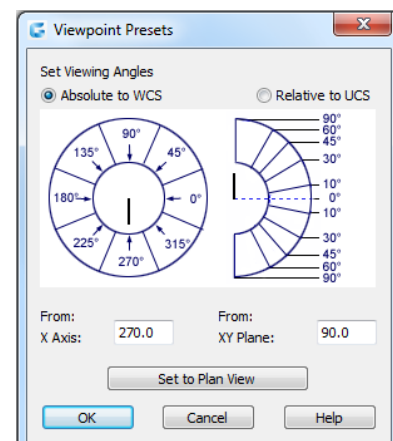 Viewpoint Presets
Set Viewing Angles
Absolute to WCS
Relative to UCS
90°
135°
45°
180°
0°
225°
315°
270°
90°
60°
45°
30°
10°
0°
10°
30°
45°
60°
90°
From:
X Axis: 270.0
From:
XY Plane: 90.0
Set to Plan View
OK
Cancel
Help